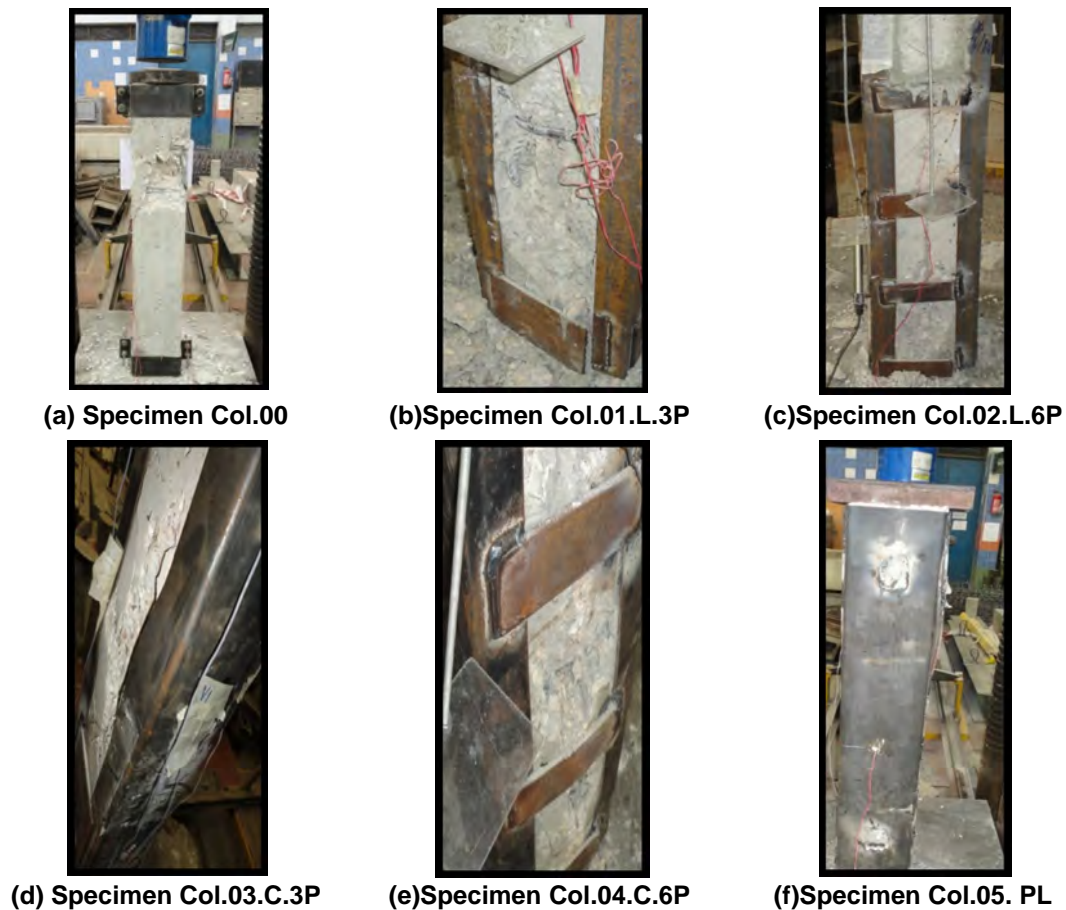 (a) Specimen Col.00
(b)Specimen Col.01.L.3P
(c)Specimen Col.02.L.6P
(d) Specimen Col.03.C.3P
(e)Specimen Col.04.C.6P
(f)Specimen Col.05. PL